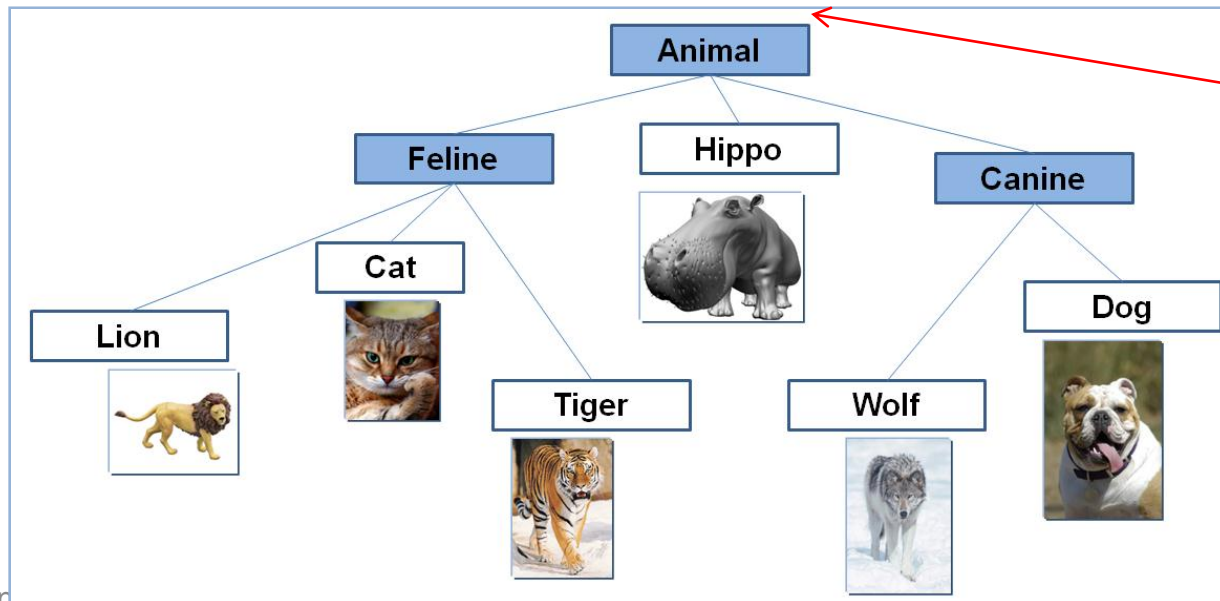 Animal
Feline
Hippo
Canine
Cat
Dog
Lion
Tiger
Wolf